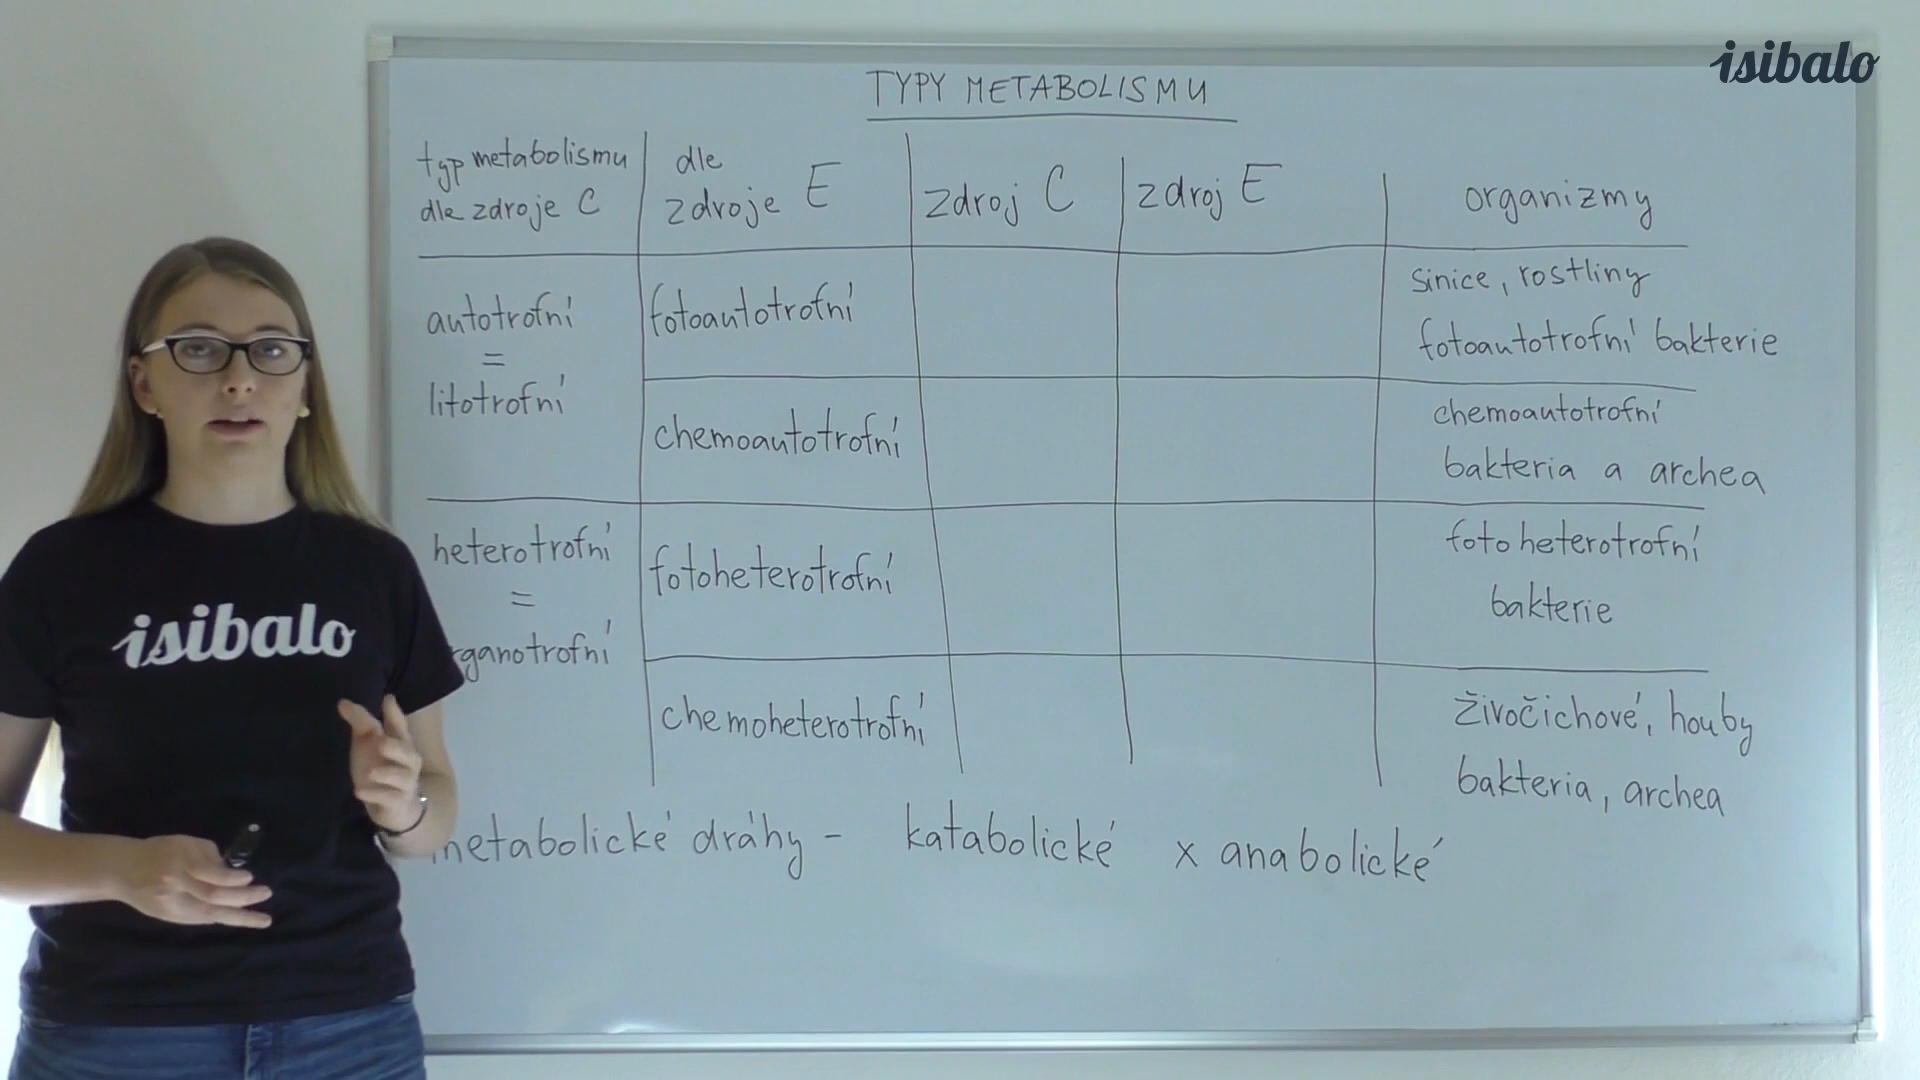 isibalo
TYPY METABOLISMU
typ metabolismu
dle zdroje C
dle
zdroje E
zdroj C
zdroj E
organizmy
autotrofní
=
litotrofní
fotoautotrofní
sinice, rostliny
fotoautotrofní bakterie
chemoautotrofní
chemoautotrofní
bakteria a archea
heterotrofní
=
rganotrofní
fotoheterotrofní
foto heterotrofní
bakterie
chemoheterotrofní
živočichové, houby
bakteria, archea
metabolické dráhy - katabolické x anabolické
isibalo